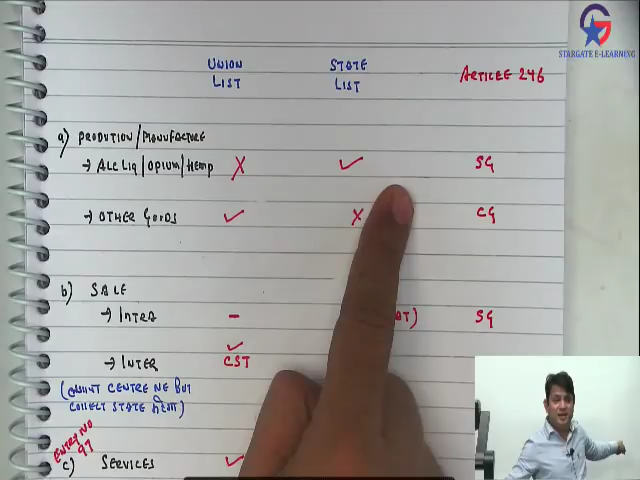 STARGATE E-LEARNING
UNION LIST
STATE LIST
ARTICLE 246
a) PRODUTION/MANUFACTURE
→ ALC LIQ/OPIUM/HEMP X ✓ SG
→ OTHER GOODS ✓ X CG
b) SALE
→ INTRA – AT) SG
✓
→ INTER CST
CENTRE NE BUT
COLLECT STATE
ENTRY NO
97
c) SERVICES ✓